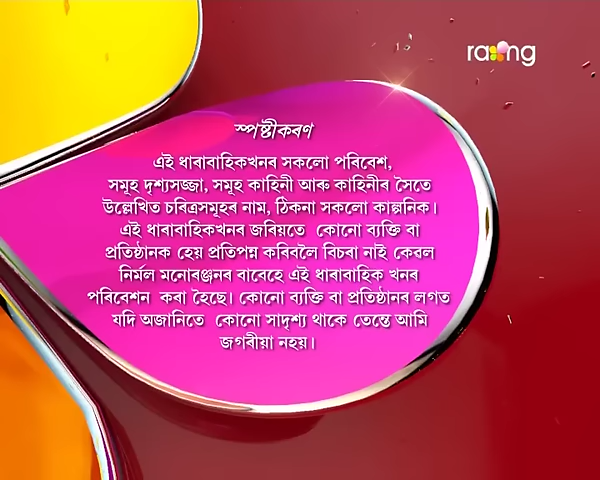 rang
স্পষ্টীকৰণ
এই ধাৰাবাহিকখনৰ সকলো পৰিবেশ,
সমূহ দৃশ্যসজ্জা, সমূহ কাহিনী আৰু কাহিনীৰ সৈতে
উল্লেখিত চৰিত্ৰসমূহৰ নাম, ঠিকনা সকলো কাল্পনিক।
এই ধাৰাবাহিকখনৰ জৰিয়তে কোনো ব্যক্তি বা
প্ৰতিষ্ঠানক হেয় প্ৰতিপন্ন কৰিবলৈ বিচৰা নাই কেৱল
নিৰ্মল মনোৰঞ্জনৰ বাবেহে এই ধাৰাবাহিক খনৰ
পৰিবেশন কৰা হৈছে। কোনো ব্যক্তি বা প্ৰতিষ্ঠানৰ লগত
যদি অজানিতে কোনো সাদৃশ্য থাকে তেন্তে আমি
জগৰীয়া নহয়।